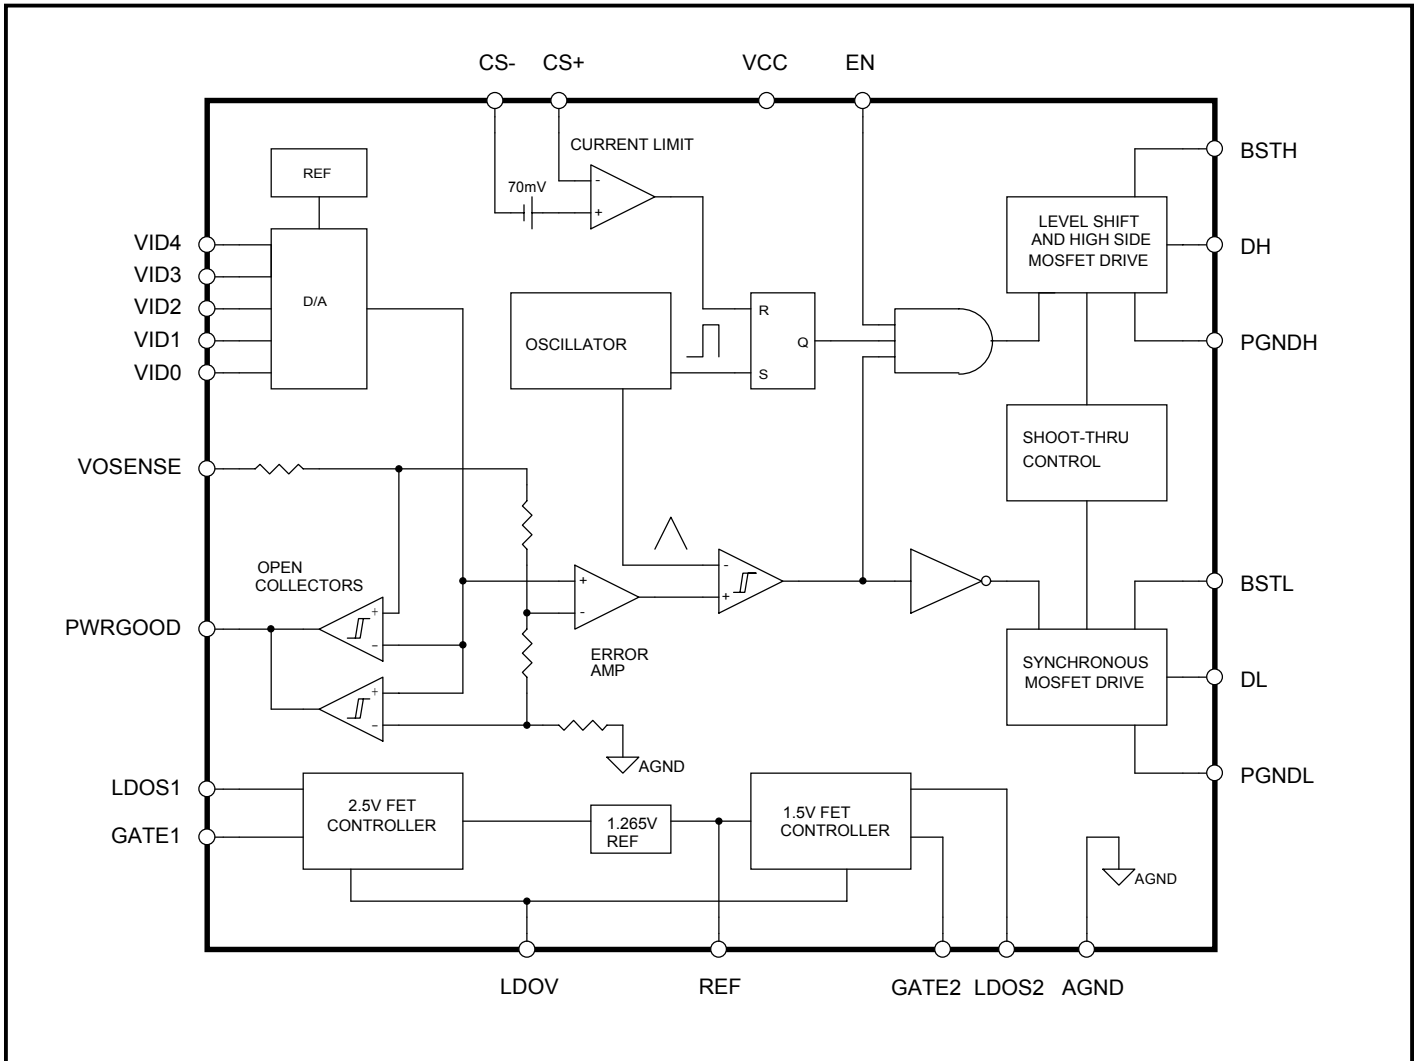 CS- CS+ VCC EN
CURRENT LIMIT
BSTH
REF
70mV
-
+
LEVEL SHIFT
AND HIGH SIDE
MOSFET DRIVE
VID4
DH
VID3
D/A
VID2
R
OSCILLATOR
Q
VID1
PGNDH
VID0
S
SHOOT-THRU
CONTROL
VOSENSE
OPEN
COLLECTORS
+
-
-
+
BSTL
+
-
PWRGOOD
ERROR
AMP
SYNCHRONOUS
MOSFET DRIVE
DL
+
-
AGND
PGNDL
LDOS1
2.5V FET
CONTROLLER
1.265V
REF
1.5V FET
CONTROLLER
GATE1
AGND
LDOV REF GATE2 LDOS2 AGND